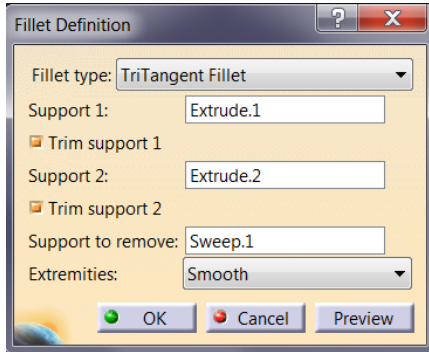 Fillet Definition
?
X
Fillet type: TriTangent Fillet
Support 1: Extrude.1
Trim support 1
Support 2: Extrude.2
Trim support 2
Support to remove: Sweep.1
Extremities: Smooth
OK Cancel Preview